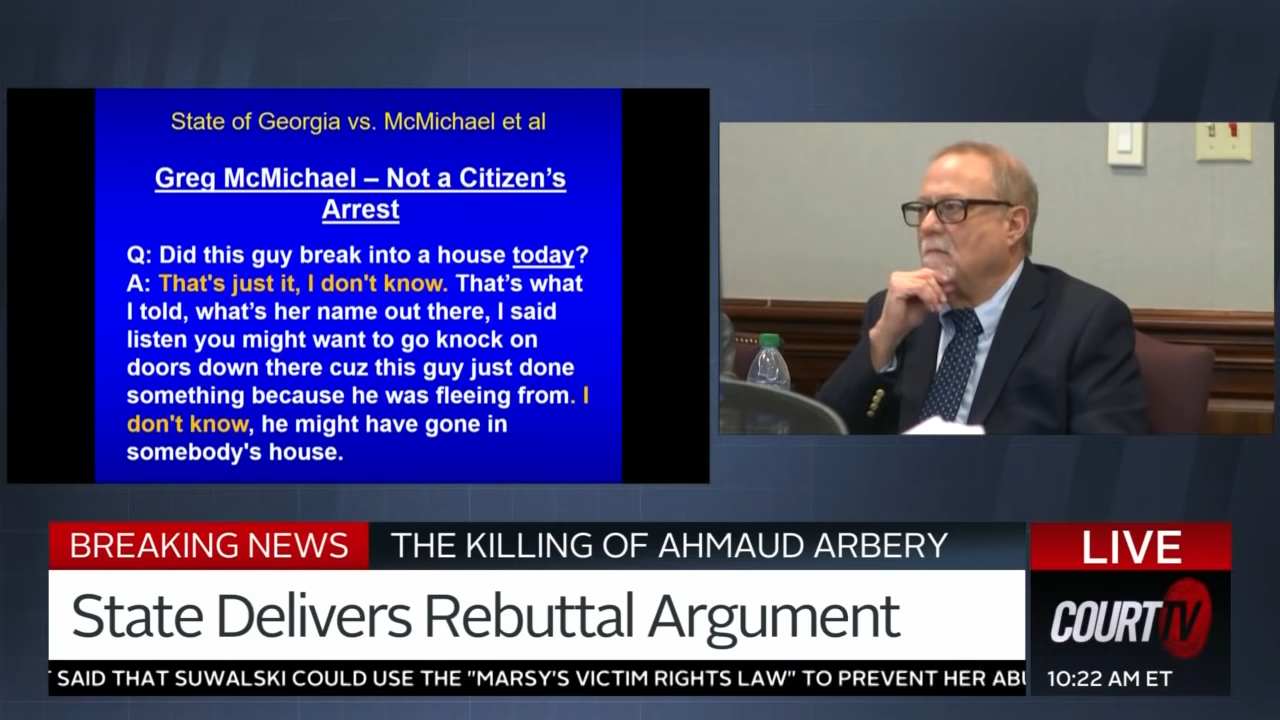 State of Georgia vs. McMichael et al
Greg McMichael – Not a Citizen’s
Arrest
Q: Did this guy break into a house today?
A: That's just it, I don't know. That’s what
I told, what’s her name out there, I said
listen you might want to go knock on
doors down there cuz this guy just done
something because he was fleeing from. I
don't know, he might have gone in
somebody's house.
BREAKING NEWS
THE KILLING OF AHMAUD ARBERY
LIVE
State Delivers Rebuttal Argument
COURT TV
SAID THAT SUWALSKI COULD USE THE "MARSY'S VICTIM RIGHTS LAW" TO PREVENT HER
10:22 AM ET